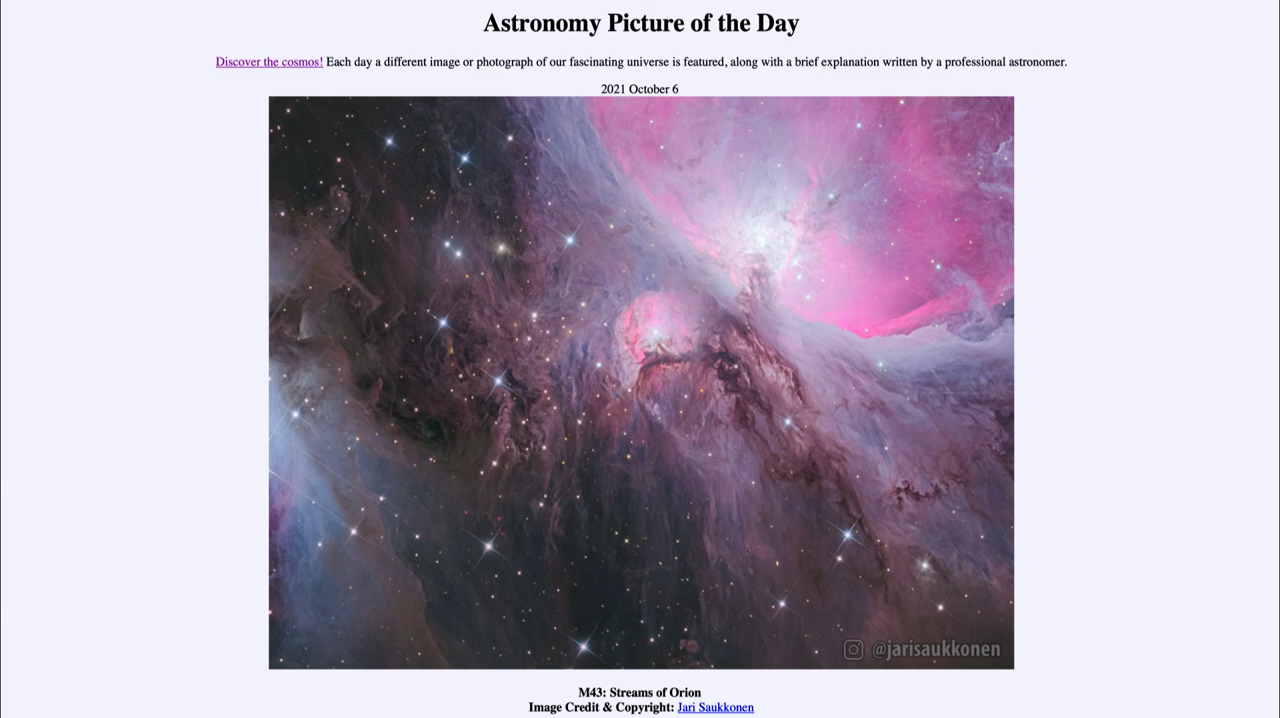 Astronomy Picture of the Day
Discover the cosmos! Each day a different image or photograph of our fascinating universe is featured, along with a brief explanation written by a professional astronomer.
2021 October 6
@jarisaukkonen
M43: Streams of Orion
Image Credit & Copyright: Jari Saukkonen